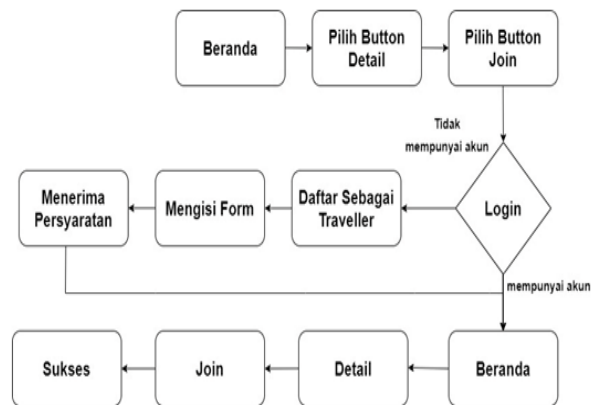 Beranda
Pilih Button
Detail
Pilih Button
Join
Tidak
mempunyai akun
Menerima
Persyaratan
Mengisi Form
Daftar Sebagai
Traveller
Login
mempunyai akun
Sukses
Join
Detail
Beranda